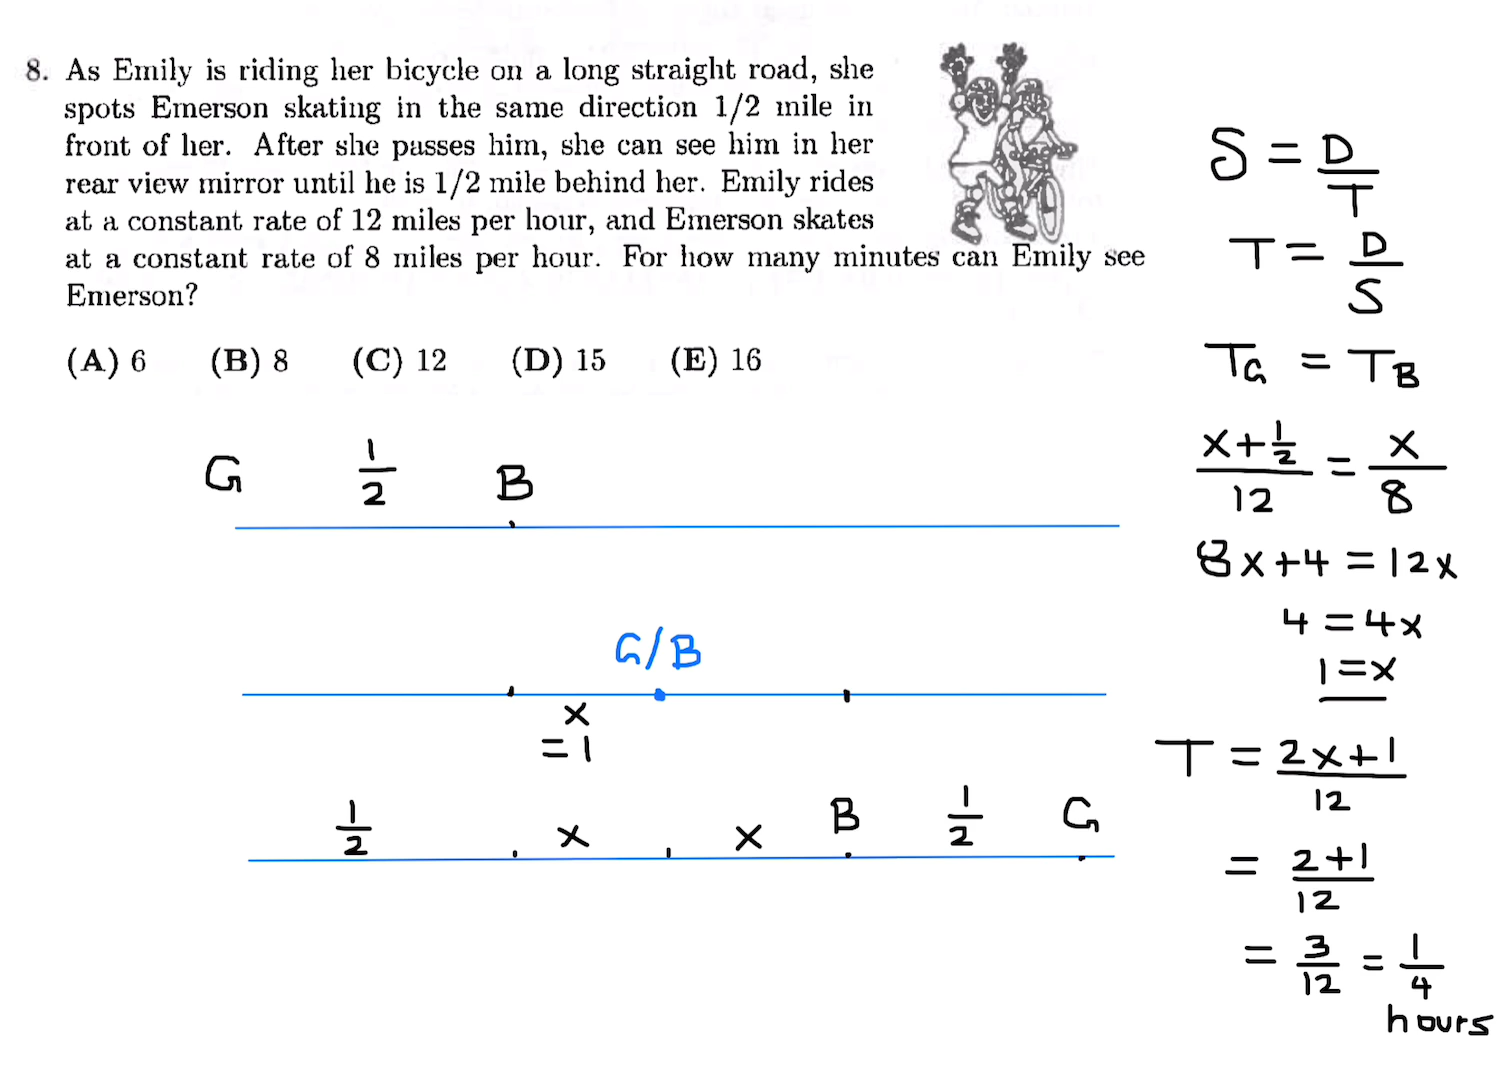 8. As Emily is riding her bicycle on a long straight road, she
spots Emerson skating in the same direction 1/2 mile in
front of her. After she passes him, she can see him in her
rear view mirror until he is 1/2 mile behind her. Emily rides
at a constant rate of 12 miles per hour, and Emerson skates
at a constant rate of 8 miles per hour. For how many minutes can Emily see
Emerson?
(A) 6 (B) 8 (C) 12 (D) 15 (E) 16
G 1/2 B
G/B
x
= 1
1/2 x x B 1/2 G
S = D/T
T = D/S
T_G = T_B
(x + 1/2)/12 = x/8
8x + 4 = 12x
4 = 4x
1 = x
T = (2x + 1)/12
= (2 + 1)/12
= 3/12 = 1/4
hours